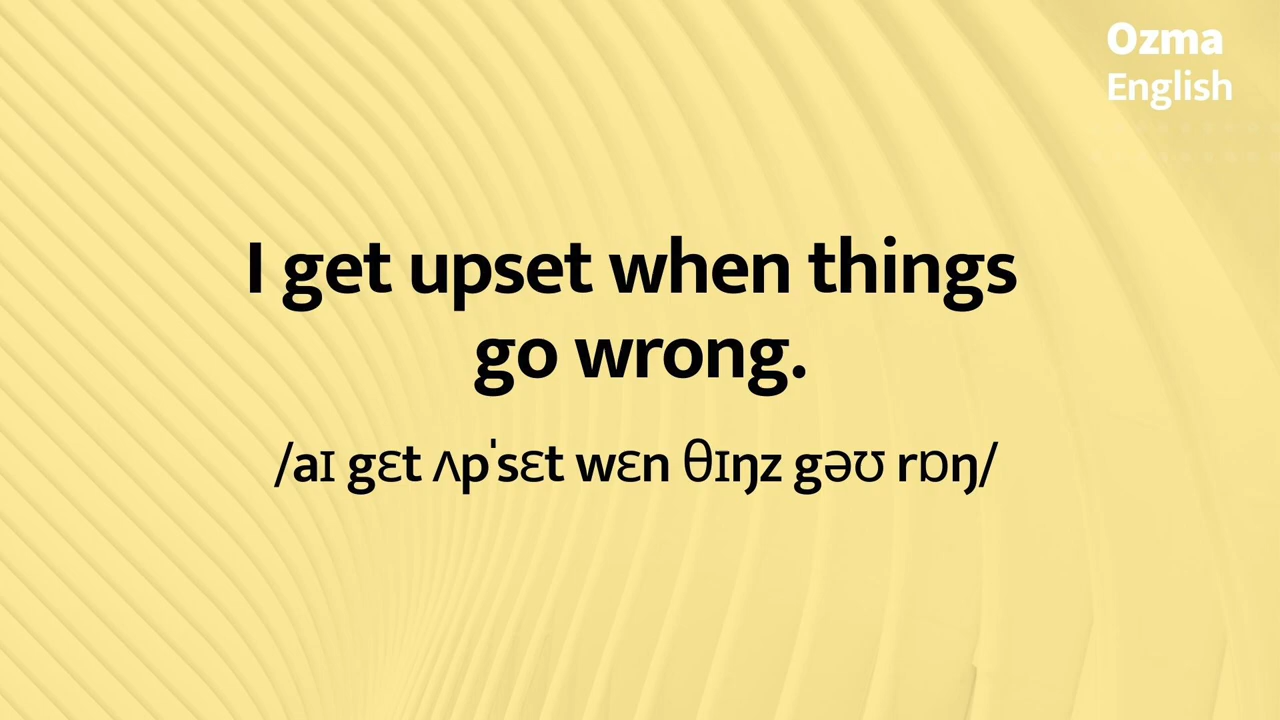 Ozma
English
I get upset when things
go wrong.
/aɪ gɛt ʌpˈsɛt wɛn θɪŋz gəʊ rɒŋ/